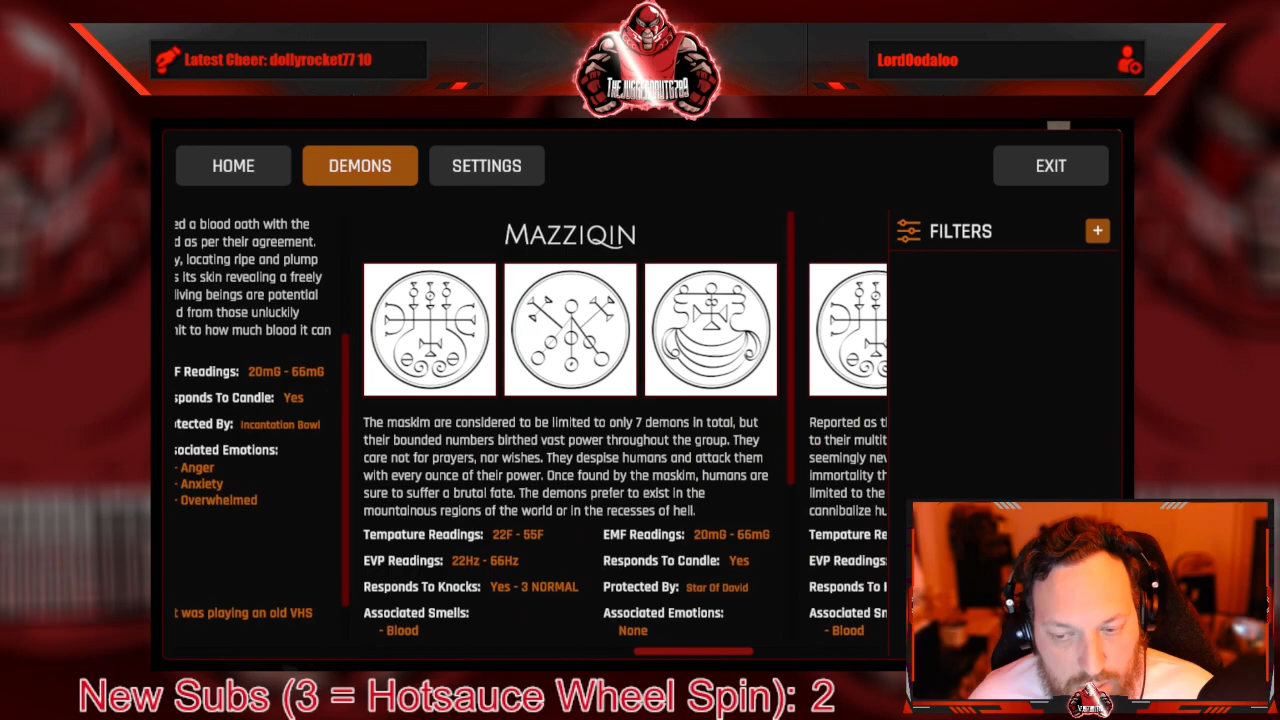 Latest Cheer: dollyrocket77 10
LordOodaloo
HOME
DEMONS
SETTINGS
EXIT
ed a blood oath with the
d as per their agreement.
y, locating ripe and plump
s its skin revealing a freely
living beings are potential
d from those unluckily
nit to how much blood it can
F Readings: 20mG - 66mG
sponds To Candle: Yes
otected By: Incantation Bowl
sociated Emotions:
- Anger
- Anxiety
- Overwhelmed
t was playing an old VHS
MAZZIQIN
The maskim are considered to be limited to only 7 demons in total, but
their bounded numbers birthed vast power throughout the group. They
care not for prayers, nor wishes. They despise humans and attack them
with every ounce of their power. Once found by the maskim, humans are
sure to suffer a brutal fate. The demons prefer to exist in the
mountainous regions of the world or in the recesses of hell.
Tempature Readings: 22F - 55F
EMF Readings: 20mG - 66mG
EVP Readings: 22Hz - 66Hz
Responds To Candle: Yes
Responds To Knocks: Yes - 3 NORMAL
Protected By: Star Of David
Associated Smells:
- Blood
Associated Emotions:
None
Reported as t
to their multit
seemingly nev
immortality th
limited to the
cannibalize hu
Tempature Re
EVP Readings:
Responds To K
Associated Sm
- Blood
FILTERS
+
New Subs (3 = Hotsauce Wheel Spin): 2